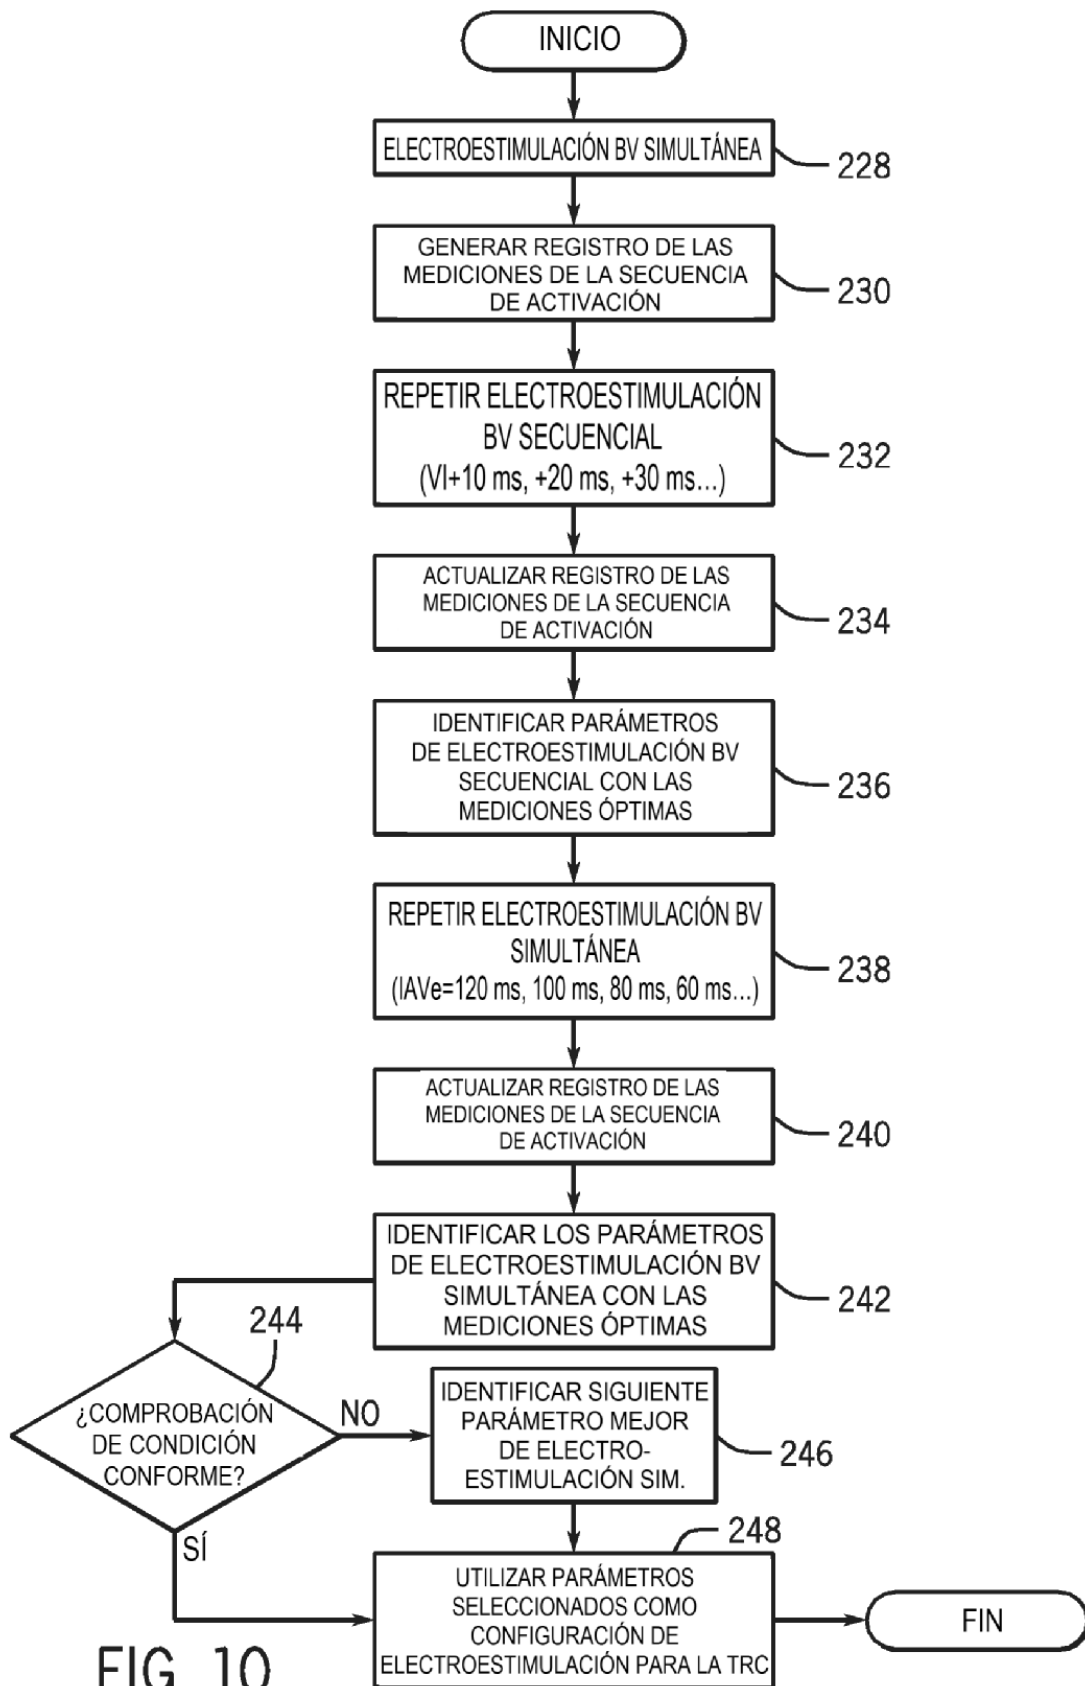 INICIO
ELECTROESTIMULACIÓN BV SIMULTÁNEA
228
GENERAR REGISTRO DE LAS
MEDICIONES DE LA SECUENCIA
DE ACTIVACIÓN
230
REPETIR ELECTROESTIMULACIÓN
BV SECUENCIAL
(VI+10 ms, +20 ms, +30 ms...)
232
ACTUALIZAR REGISTRO DE LAS
MEDICIONES DE LA SECUENCIA
DE ACTIVACIÓN
234
IDENTIFICAR PARÁMETROS
DE ELECTROESTIMULACIÓN BV
SECUENCIAL CON LAS
MEDICIONES ÓPTIMAS
236
REPETIR ELECTROESTIMULACIÓN BV
SIMULTÁNEA
(IAVe=120 ms, 100 ms, 80 ms, 60 ms...)
238
ACTUALIZAR REGISTRO DE LAS
MEDICIONES DE LA SECUENCIA
DE ACTIVACIÓN
240
IDENTIFICAR LOS PARÁMETROS
DE ELECTROESTIMULACIÓN BV
SIMULTÁNEA CON LAS
MEDICIONES ÓPTIMAS
242
244
¿COMPROBACIÓN
DE CONDICIÓN
CONFORME?
NO
SÍ
IDENTIFICAR SIGUIENTE
PARÁMETRO MEJOR
DE ELECTRO-
ESTIMULACIÓN SIM.
246
248
UTILIZAR PARÁMETROS
SELECCIONADOS COMO
CONFIGURACIÓN DE
ELECTROESTIMULACIÓN PARA LA TRC
FIN
FIG. 10